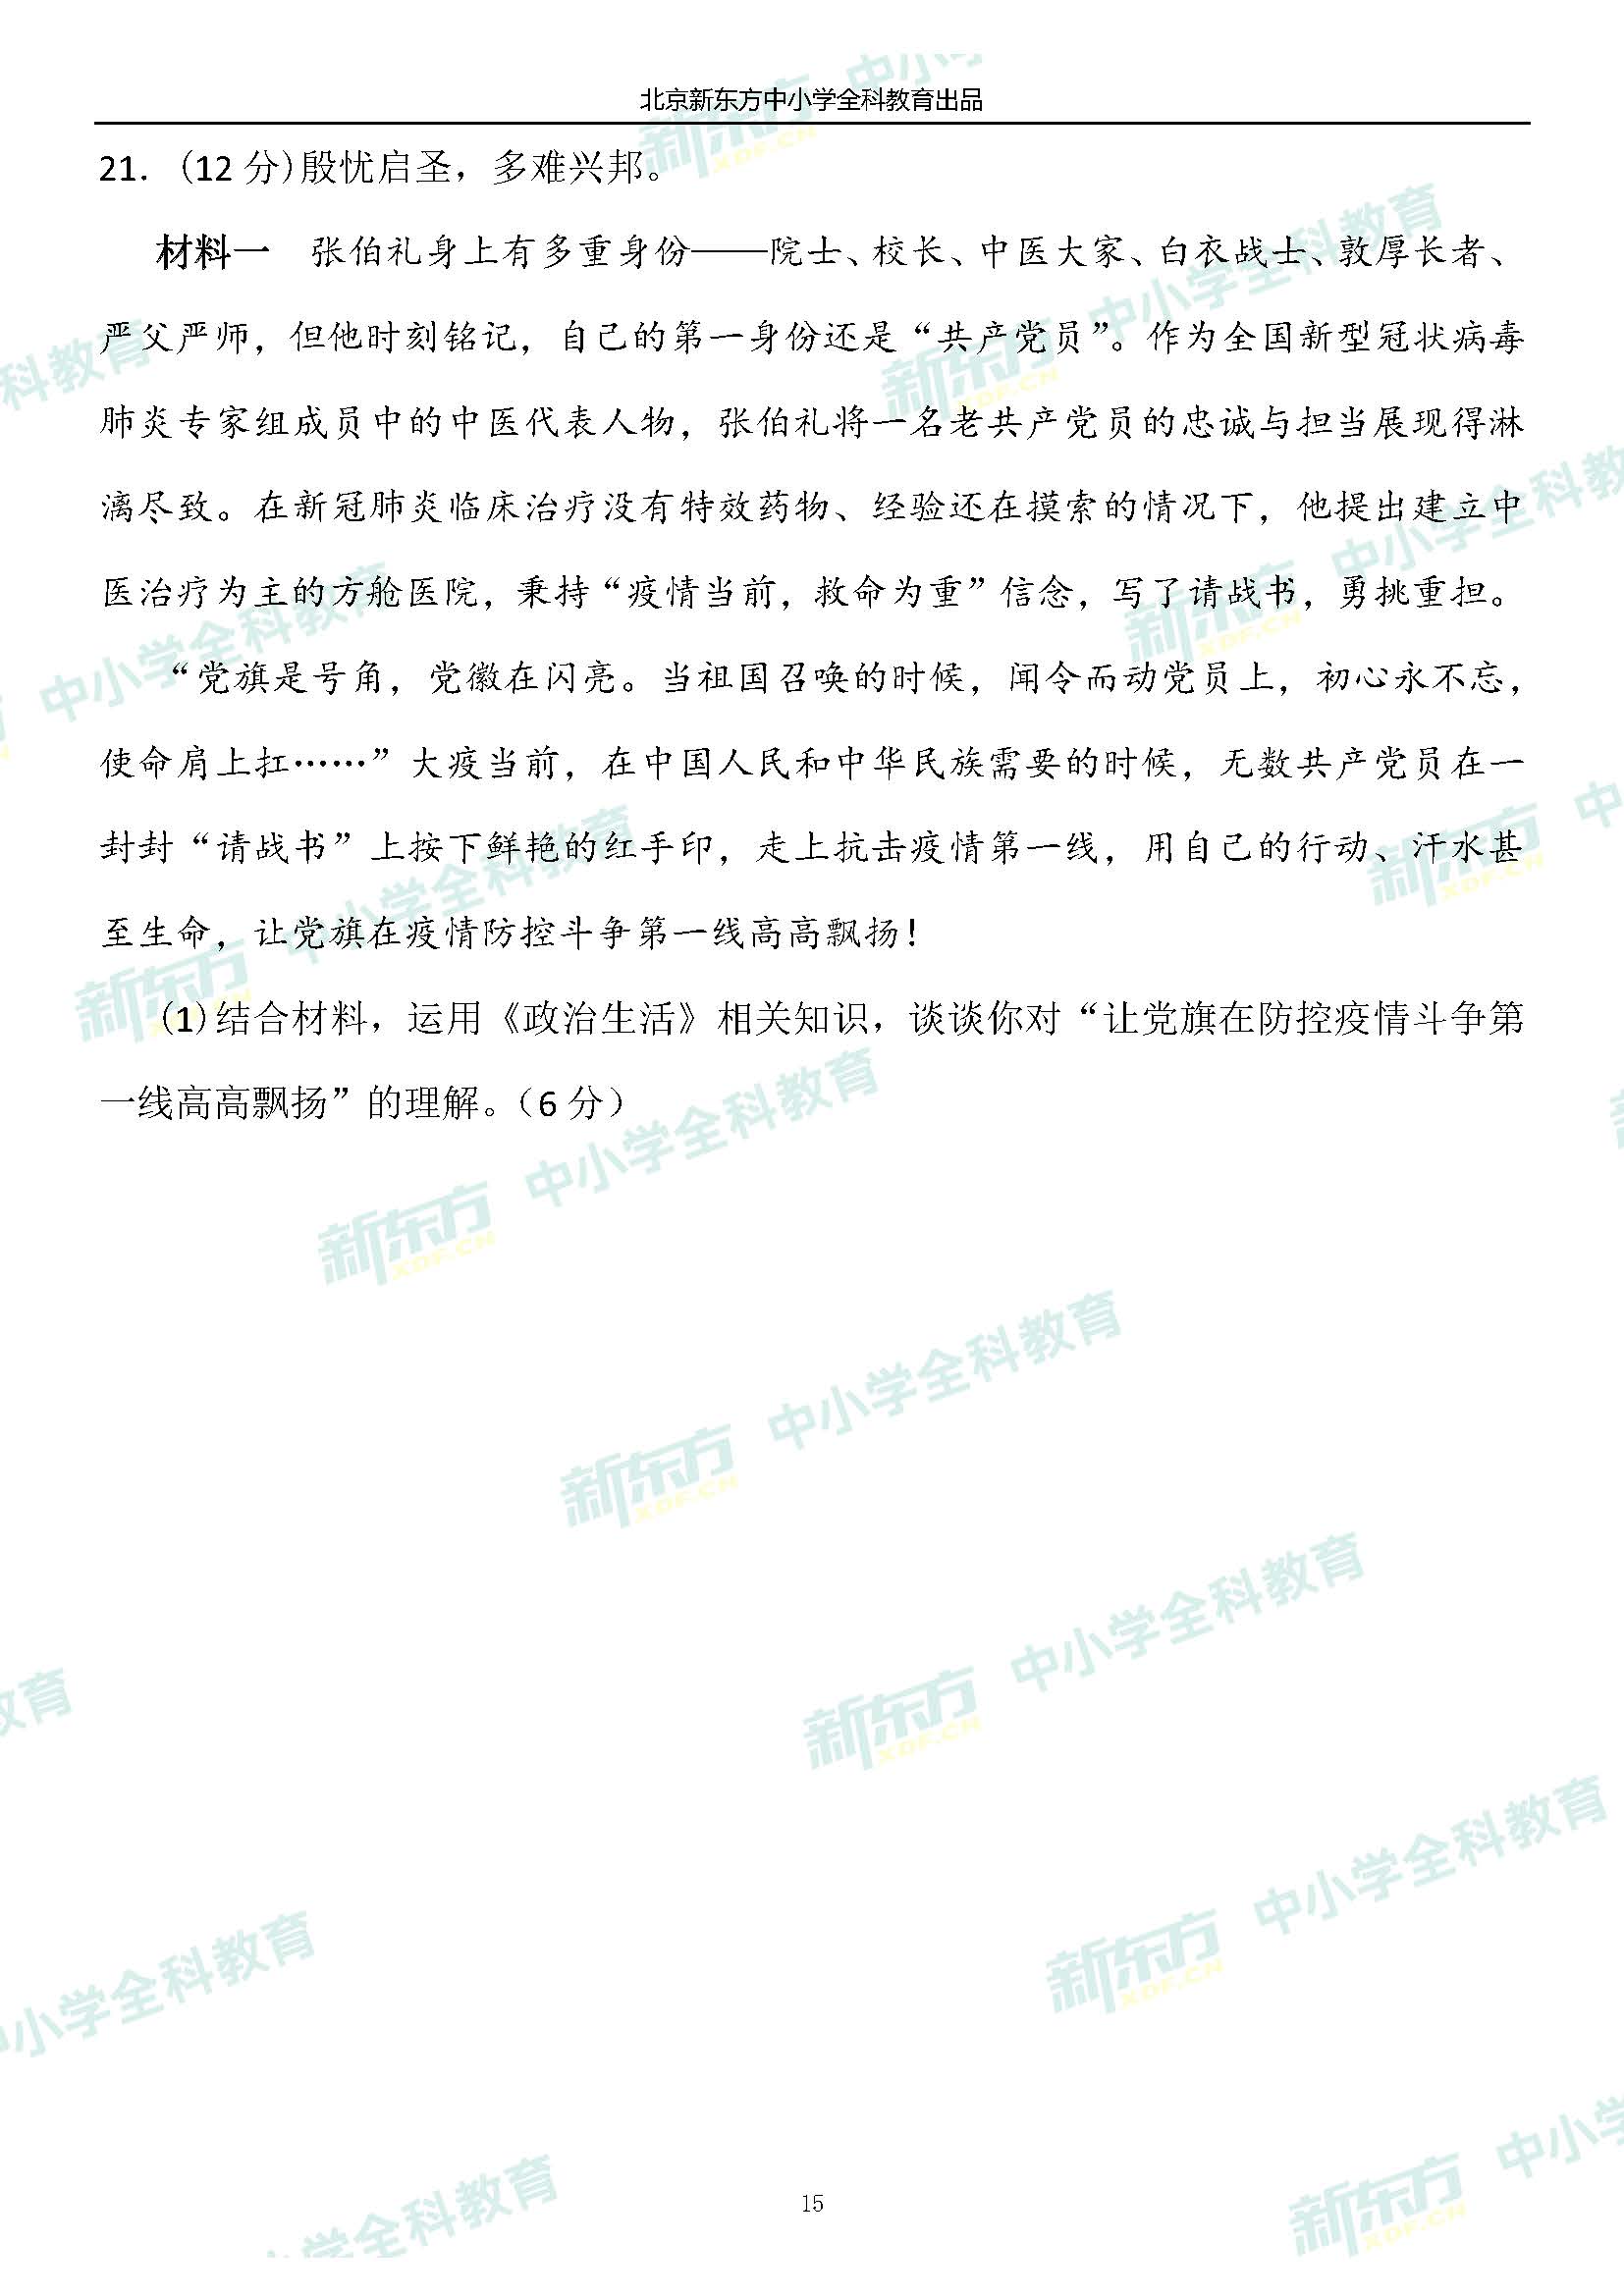 北京新东方中小学全科教育出品
21. (12 分)殷忧启圣，多难兴邦。
材料一 张伯礼身上有多重身份——院士、校长、中医大家、白衣战士、敦厚长者、
严父严师，但他时刻铭记，自己的第一身份还是“共产党员”。作为全国新型冠状病毒
肺炎专家组成员中的中医代表人物，张伯礼将一名老共产党员的忠诚与担当展现得淋
漓尽致。在新冠肺炎临床治疗没有特效药物、经验还在摸索的情况下，他提出建立中
医治疗为主的方舱医院，秉持“疫情当前，救命为重”信念，写了请战书，勇挑重担。
“党旗是号角，党徽在闪亮。当祖国召唤的时候，闻令而动党员上，初心永不忘，
使命肩上扛……”大疫当前，在中国人民和中华民族需要的时候，无数共产党员在一
封封“请战书”上按下鲜艳的红手印，走上抗击疫情第一线，用自己的行动、汗水甚
至生命，让党旗在疫情防控斗争第一线高高飘扬！
(1)结合材料，运用《政治生活》相关知识，谈谈你对“让党旗在防控疫情斗争第
一线高高飘扬”的理解。（6 分）
新东方 XDF.CN 中小学全科教育
15